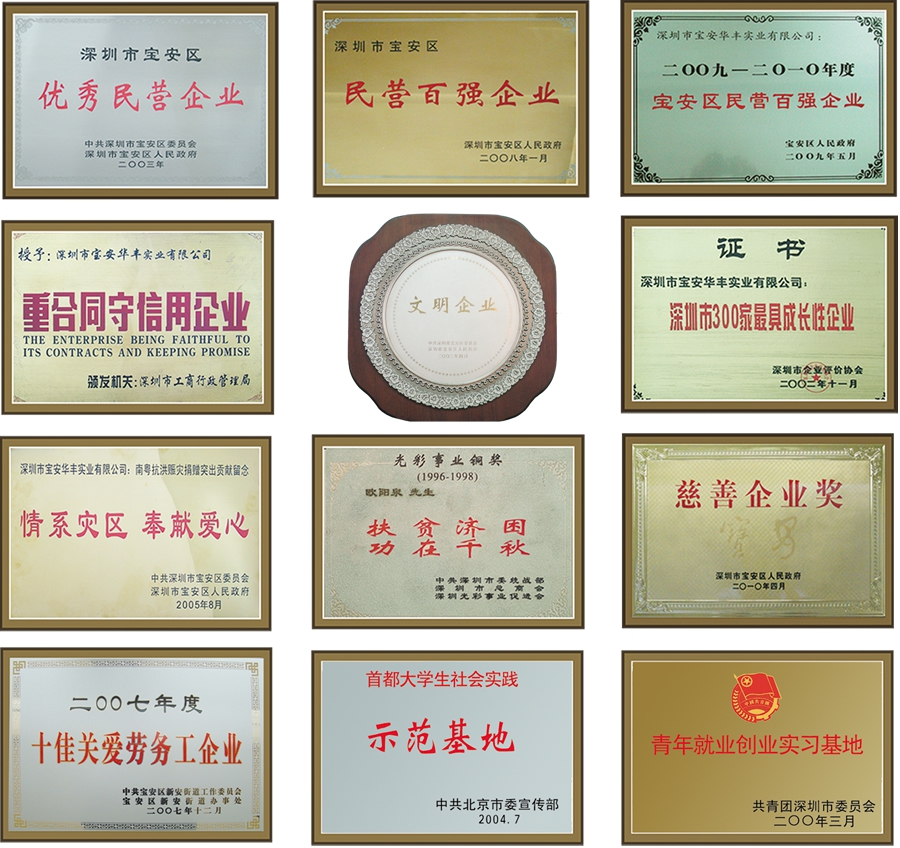 深圳市宝安区
优秀民营企业
中共深圳市宝安区委员会
深圳市宝安区人民政府
二〇〇三年
深圳市宝安区
民营百强企业
深圳市宝安区人民政府
二〇〇八年一月
深圳市宝安华丰实业有限公司：
二〇〇九—二〇一〇年度
宝安区民营百强企业
宝安区人民政府
二〇〇九年五月
授予：深圳市宝安华丰实业有限公司
重合同守信用企业
THE ENTERPRISE BEING FAITHFUL TO
ITS CONTRACTS AND KEEPING PROMISE
颁发机关：深圳市工商行政管理局
文明企业
证书
深圳市宝安华丰实业有限公司：
深圳市300家最具成长性企业
深圳市企业评价协会
二〇〇二年十一月
深圳市宝安华丰实业有限公司：南粤抗洪赈灾捐赠突出贡献留念
情系灾区 奉献爱心
中共深圳市宝安区委员会
深圳市宝安区人民政府
2005年8月
光彩事业铜奖
(1996-1998)
欧阳泉 先生
扶贫济困
功在千秋
中共深圳市委统战部
深圳市总商会
深圳光彩事业促进会
慈善企业奖
深圳市宝安区人民政府
二〇一〇年四月
二〇〇七年度
十佳关爱劳务工企业
中共宝安区新安街道工作委员会
宝安区新安街道办事处
二〇〇七年十二月
首都大学生社会实践
示范基地
中共北京市委宣传部
2004.7
青年就业创业实习基地
共青团深圳市委员会
二〇〇年三月